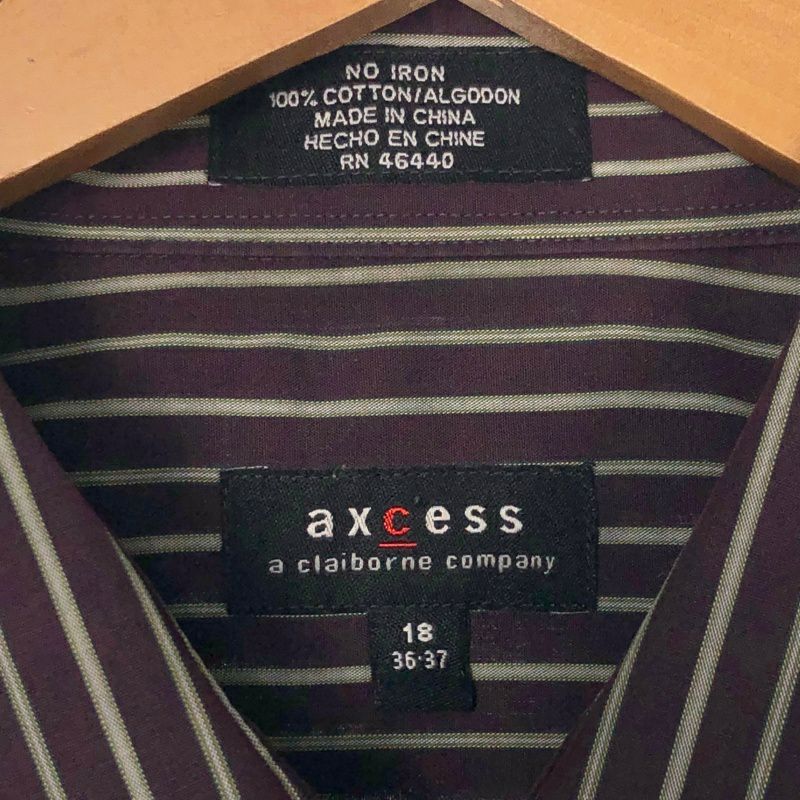 NO IRON
100% COTTON/ALGODON
MADE IN CHINA
HECHO EN CHINE
RN 46440
axcess
a claiborne company
18
36-37